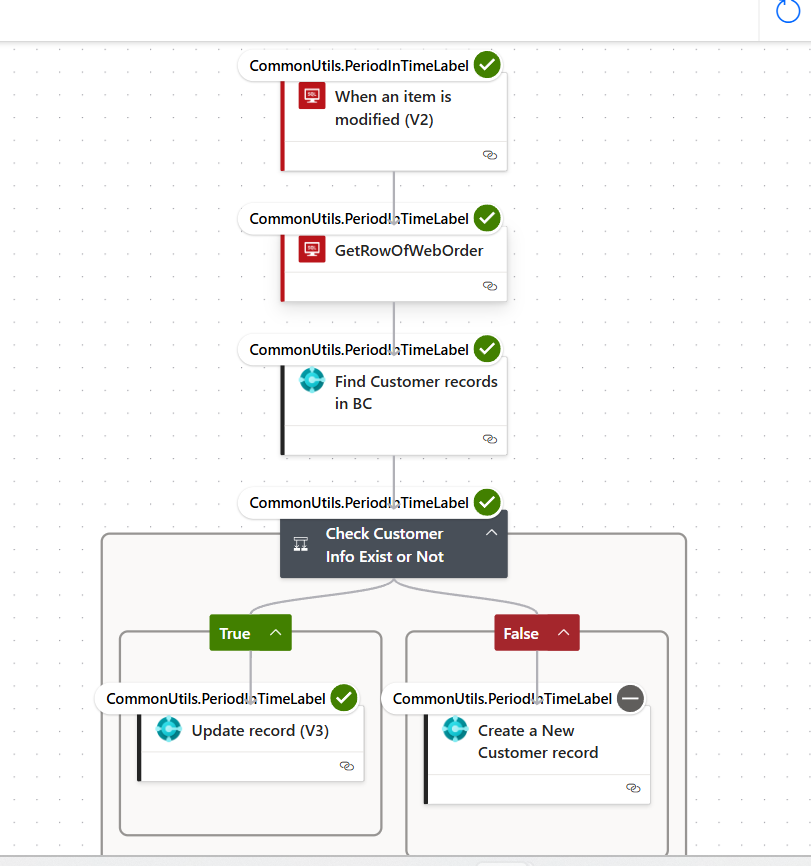 CommonUtils.PeriodInTimeLabel
SQL
When an item is
modified (V2)
CommonUtils.PeriodInTimeLabel
SQL
GetRowOfWebOrder
CommonUtils.PeriodInTimeLabel
Find Customer records
in BC
CommonUtils.PeriodInTimeLabel
Check Customer
Info Exist or Not
True
False
CommonUtils.PeriodInTimeLabel
CommonUtils.PeriodInTimeLabel
Update record (V3)
Create a New
Customer record